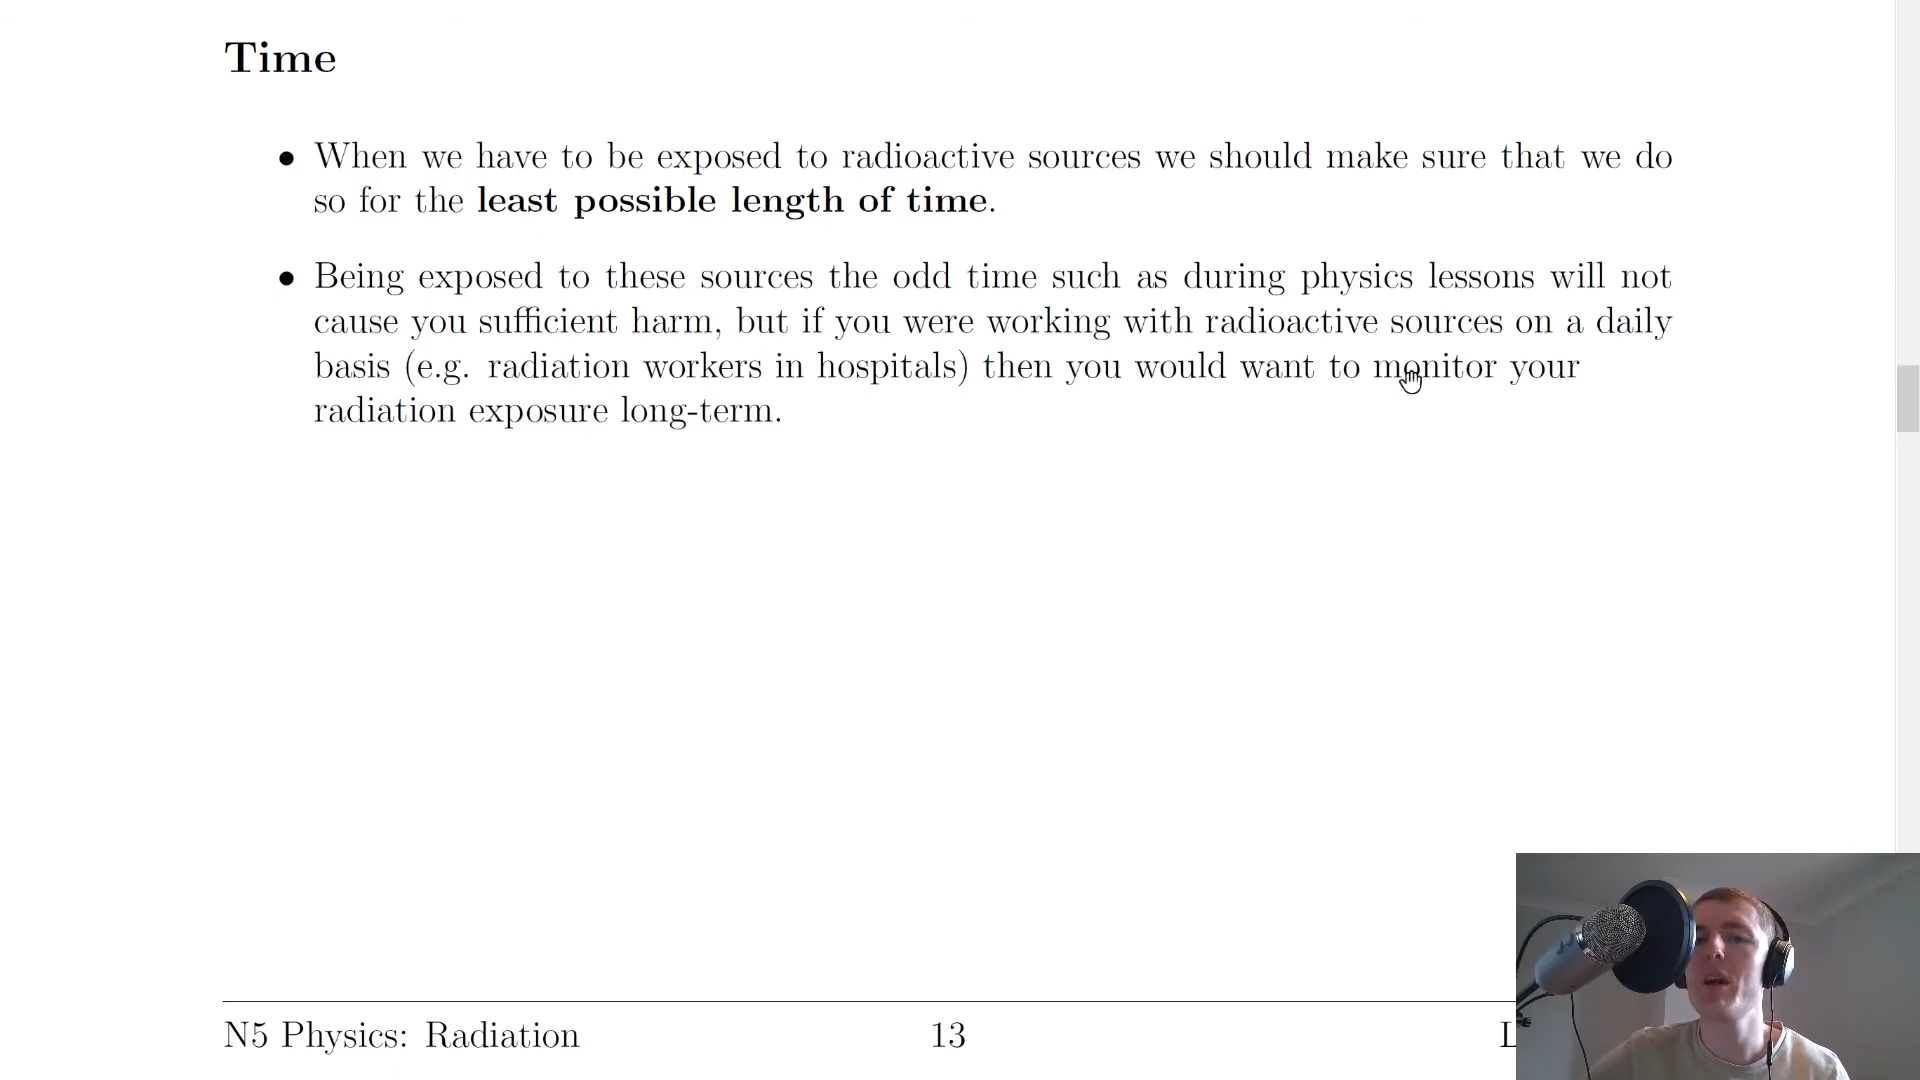 Time
• When we have to be exposed to radioactive sources we should make sure that we do
so for the least possible length of time.
• Being exposed to these sources the odd time such as during physics lessons will not
cause you sufficient harm, but if you were working with radioactive sources on a daily
basis (e.g. radiation workers in hospitals) then you would want to monitor your
radiation exposure long-term.
N5 Physics: Radiation 13